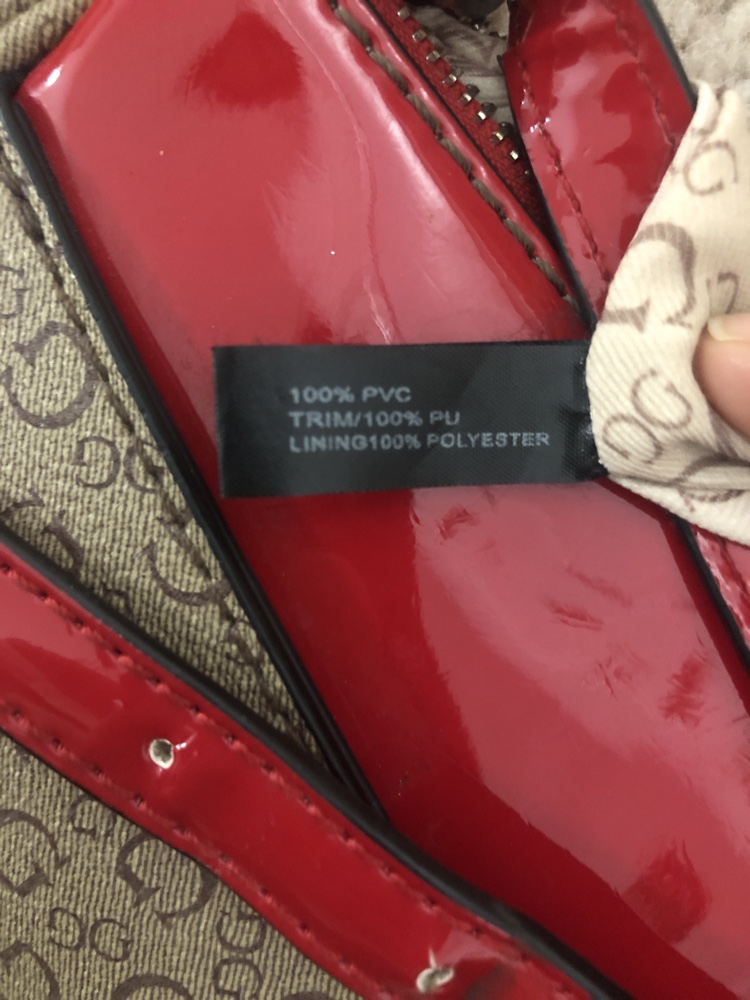 100% PVC
TRIM/100% PU
LINING100% POLYESTER